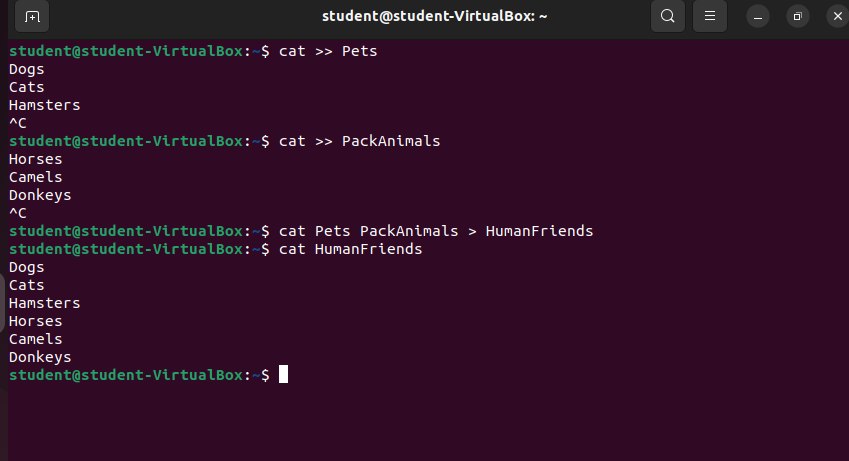 student@student-VirtualBox: ~
student@student-VirtualBox:~$ cat >> Pets
Dogs
Cats
Hamsters
^C
student@student-VirtualBox:~$ cat >> PackAnimals
Horses
Camels
Donkeys
^C
student@student-VirtualBox:~$ cat Pets PackAnimals > HumanFriends
student@student-VirtualBox:~$ cat HumanFriends
Dogs
Cats
Hamsters
Horses
Camels
Donkeys
student@student-VirtualBox:~$